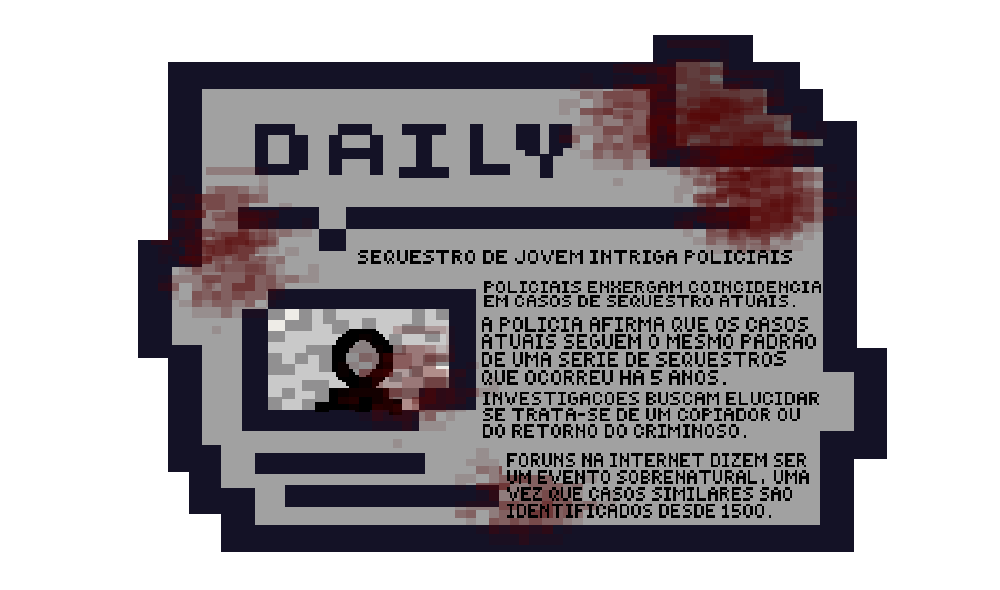 DAILY
SEQUESTRO DE JOVEM INTRIGA POLICIAIS
POLICIAIS ENXERGAM COINCIDENCIA
EM CASOS DE SEQUESTRO ATUAIS.
A POLICIA AFIRMA QUE OS CASOS
ATUAIS SEGUEM O MESMO PADRAO
DE UMA SERIE DE SEQUESTROS
QUE OCORREU HA 5 ANOS.
INVESTIGACOES BUSCAM ELUCIDAR
SE TRATA-SE DE UM COPIADOR OU
DO RETORNO DO CRIMINOSO.
FORUNS NA INTERNET DIZEM SER
UM EVENTO SOBRENATURAL, UMA
VEZ QUE CASOS SIMILARES SAO
IDENTIFICADOS DESDE 1500.